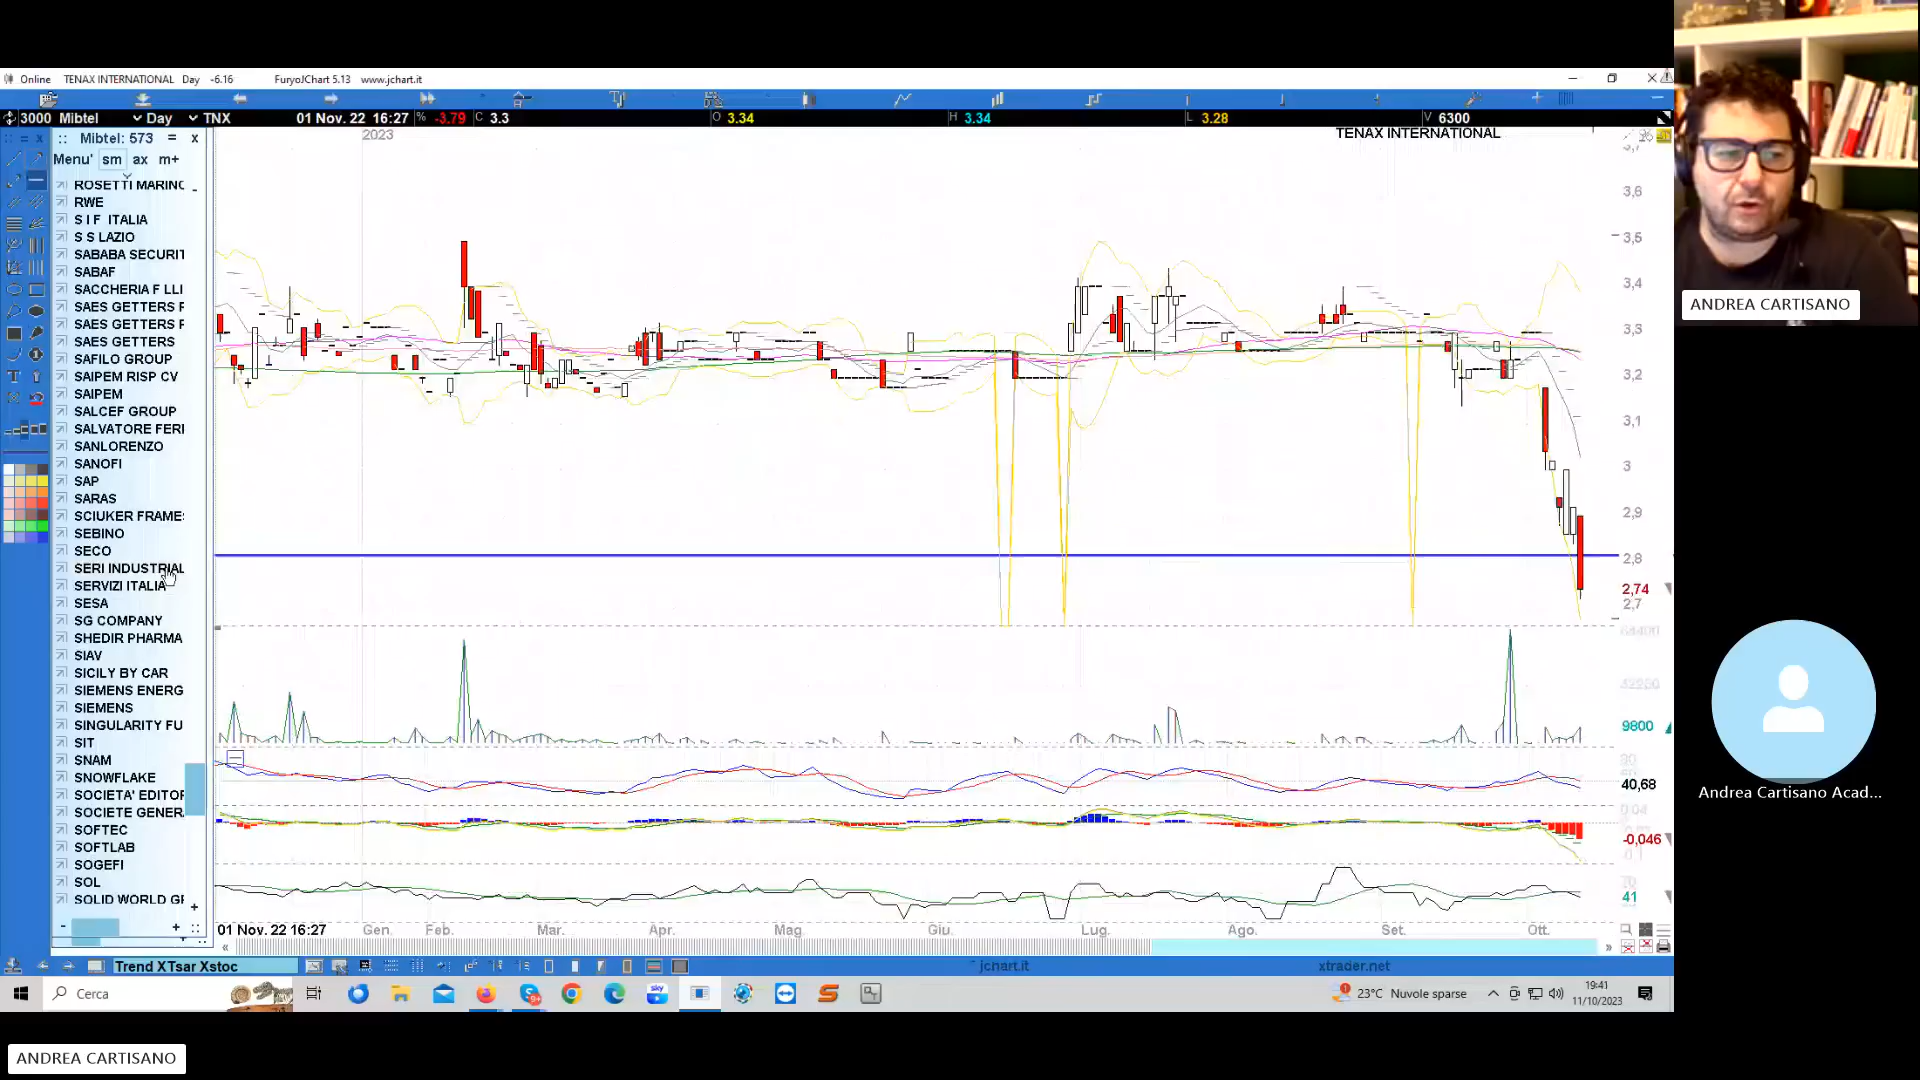 Online TENAX INTERNATIONAL Day -6.16 FuryoJChart 5.13 www.jchart.it
3000 Mibtel Day TNX 01 Nov. 22 16:27 % -3.79 C 3.3 O 3.34 H 3.34 L 3.28 V 6300
Mibtel: 573 = x
2023
TENAX INTERNATIONAL
Menu' sm ax m+
ROSETTI MARINO
RWE
S I F ITALIA
S S LAZIO
SABABA SECURIT
SABAF
SACCHERIA F LLI
SAES GETTERS F
SAES GETTERS F
SAES GETTERS
SAFILO GROUP
SAIPEM RISP CV
SAIPEM
SALCEF GROUP
SALVATORE FERI
SANLORENZO
SANOFI
SAP
SARAS
SCIUKER FRAME
SEBINO
SECO
SERI INDUSTRIAL
SERVIZI ITALIA
SESA
SG COMPANY
SHEDIR PHARMA
SIAV
SICILY BY CAR
SIEMENS ENERG
SIEMENS
SINGULARITY FU
SIT
SNAM
SNOWFLAKE
SOCIETA' EDITOF
SOCIETE GENER
SOFTEC
SOFTLAB
SOGEFI
SOL
SOLID WORLD GI
3,6
3,5
3,4
3,3
3,2
3,1
3
2,9
2,8
2,74
2,7
9800
40,68
0.04
-0,046
41
01 Nov. 22 16:27 Gen. Feb. Mar. Apr. Mag. Giu. Lug. Ago. Set. Ott.
Trend XTsar Xstoc
jchart.it
xtrader.net
Cerca
sky
23°C Nuvole sparse
19:41
11/10/2023
ANDREA CARTISANO
Andrea Cartisano Acad...
ANDREA CARTISANO